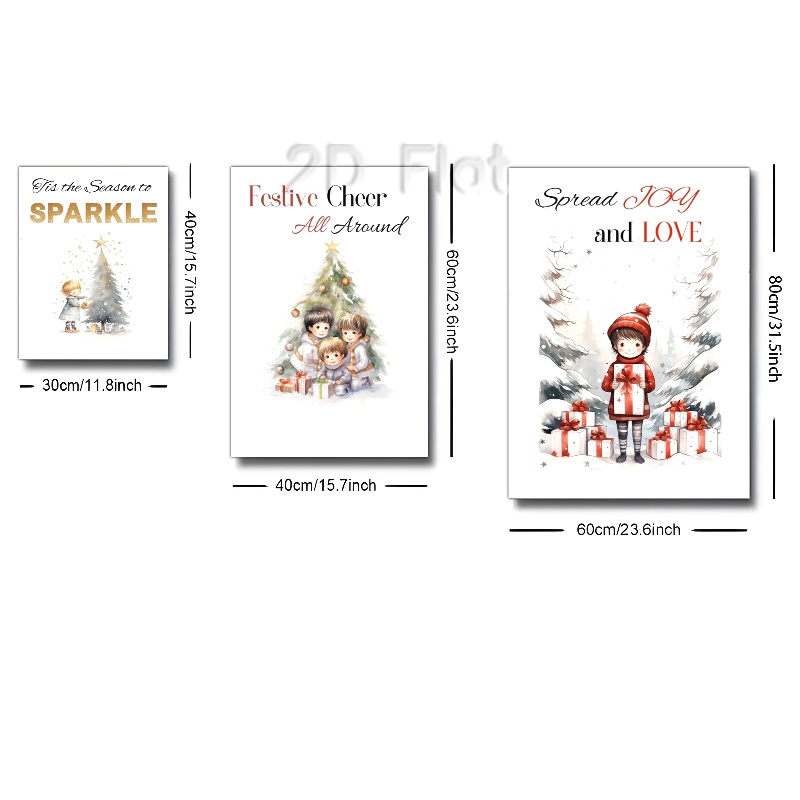 2D Flat
'Tis the Season to
SPARKLE
40cm/15.7inch
30cm/11.8inch
Festive Cheer
All Around
60cm/23.6inch
40cm/15.7inch
Spread JOY
and LOVE
80cm/31.5inch
60cm/23.6inch